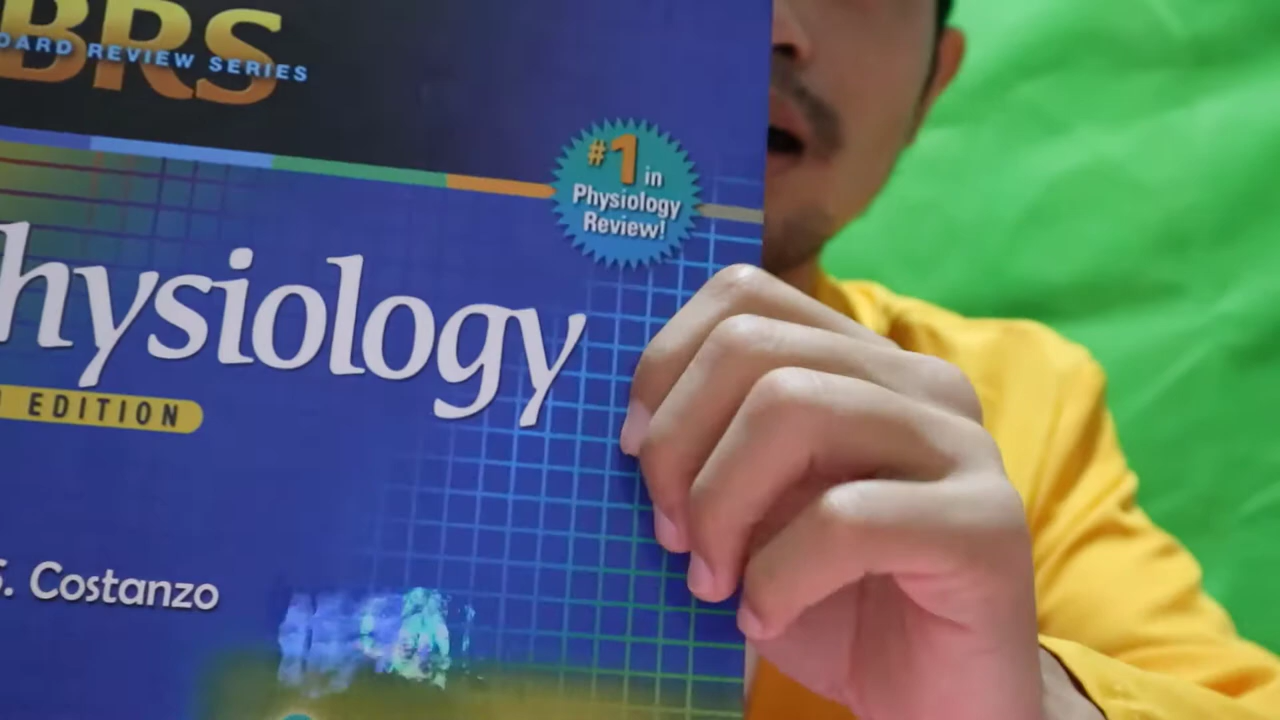 BRS
OARD REVIEW SERIES
#1 in
Physiology
Review!
hysiology
EDITION
S. Costanzo